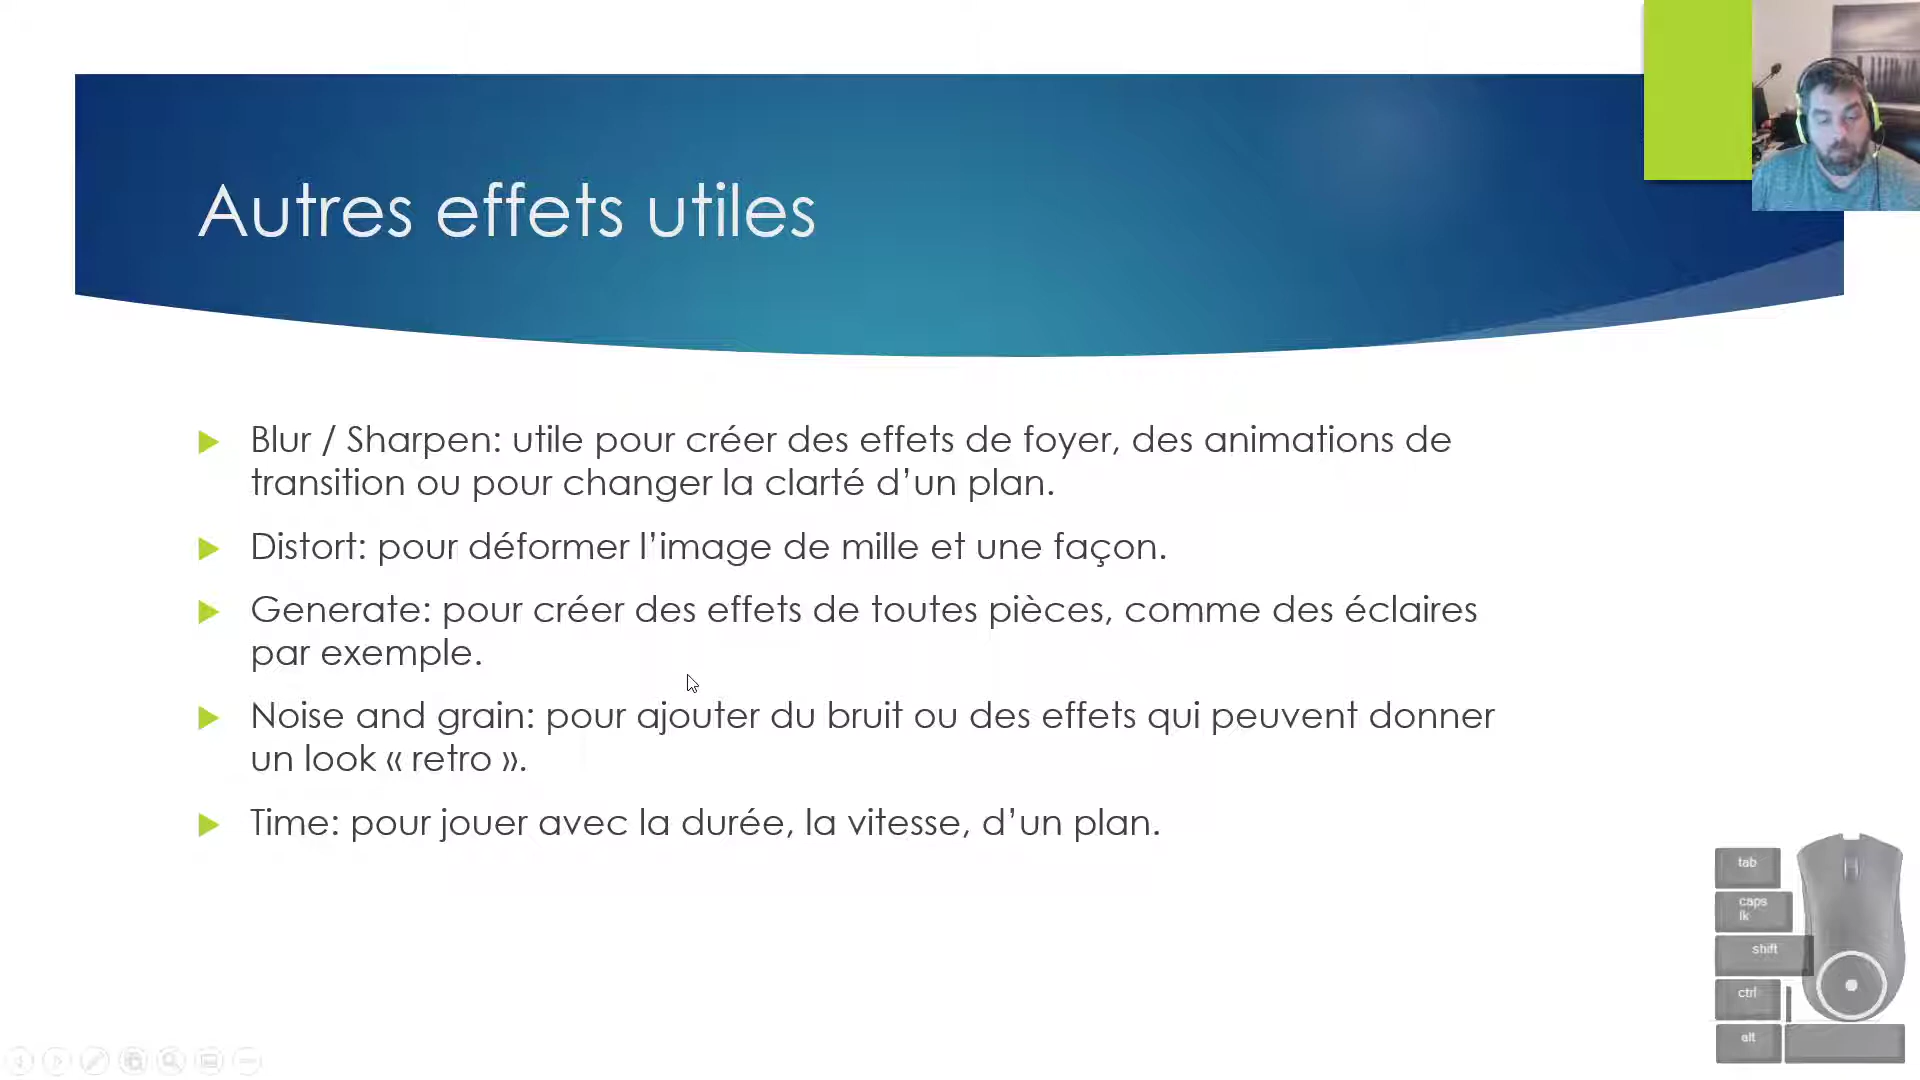 Autres effets utiles
Blur / Sharpen: utile pour créer des effets de foyer, des animations de
transition ou pour changer la clarté d’un plan.
Distort: pour déformer l’image de mille et une façon.
Generate: pour créer des effets de toutes pièces, comme des éclaires
par exemple.
Noise and grain: pour ajouter du bruit ou des effets qui peuvent donner
un look « retro ».
Time: pour jouer avec la durée, la vitesse, d’un plan.
tab
caps
lk
shift
ctrl
alt